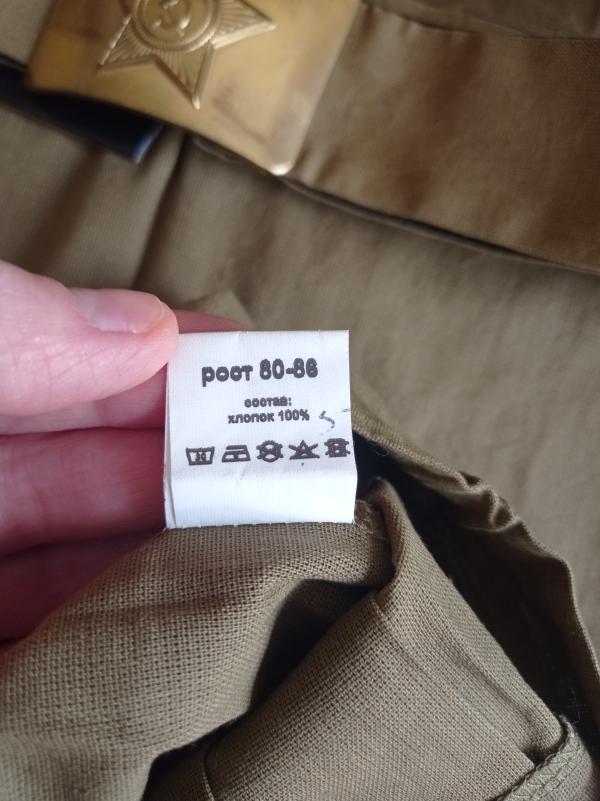 рост 80-86
состав:
хлопок 100%